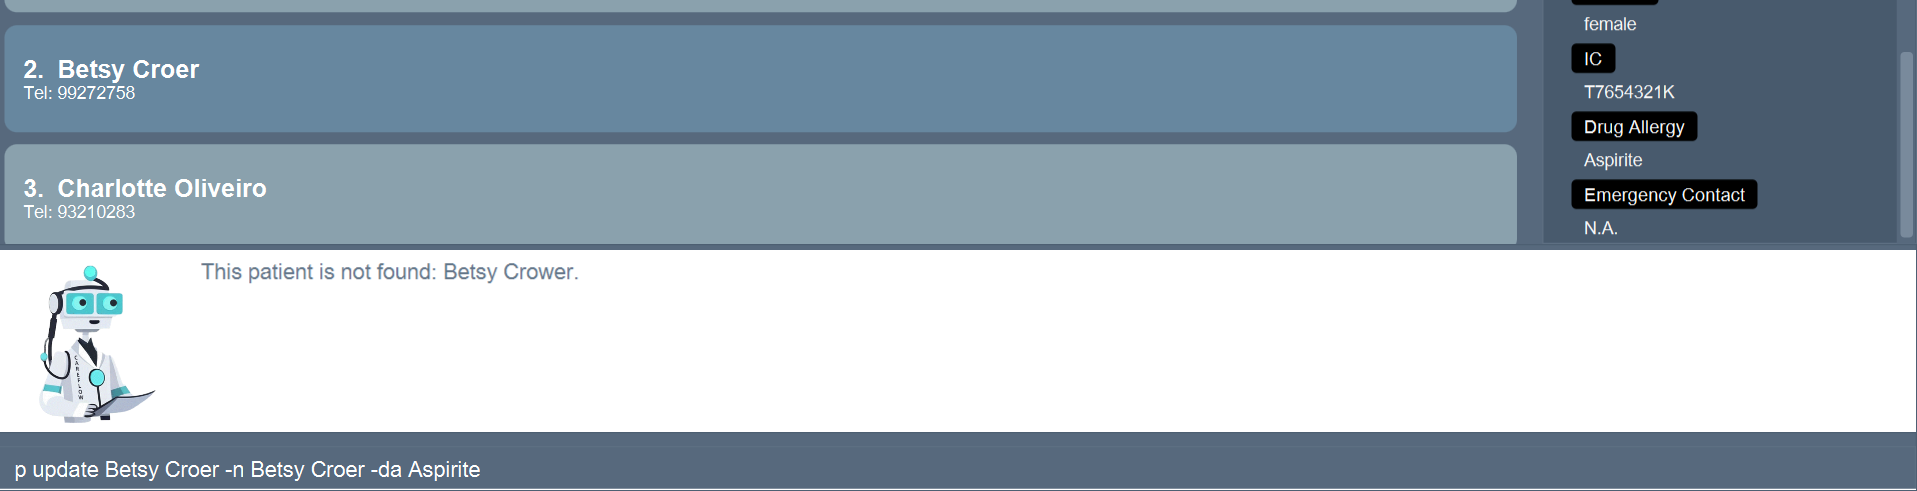 2. Betsy Croer
Tel: 99272758
3. Charlotte Oliveiro
Tel: 93210283
female
IC
T7654321K
Drug Allergy
Aspirite
Emergency Contact
N.A.
This patient is not found: Betsy Crower.
CAREFLOW
p update Betsy Croer -n Betsy Croer -da Aspirite